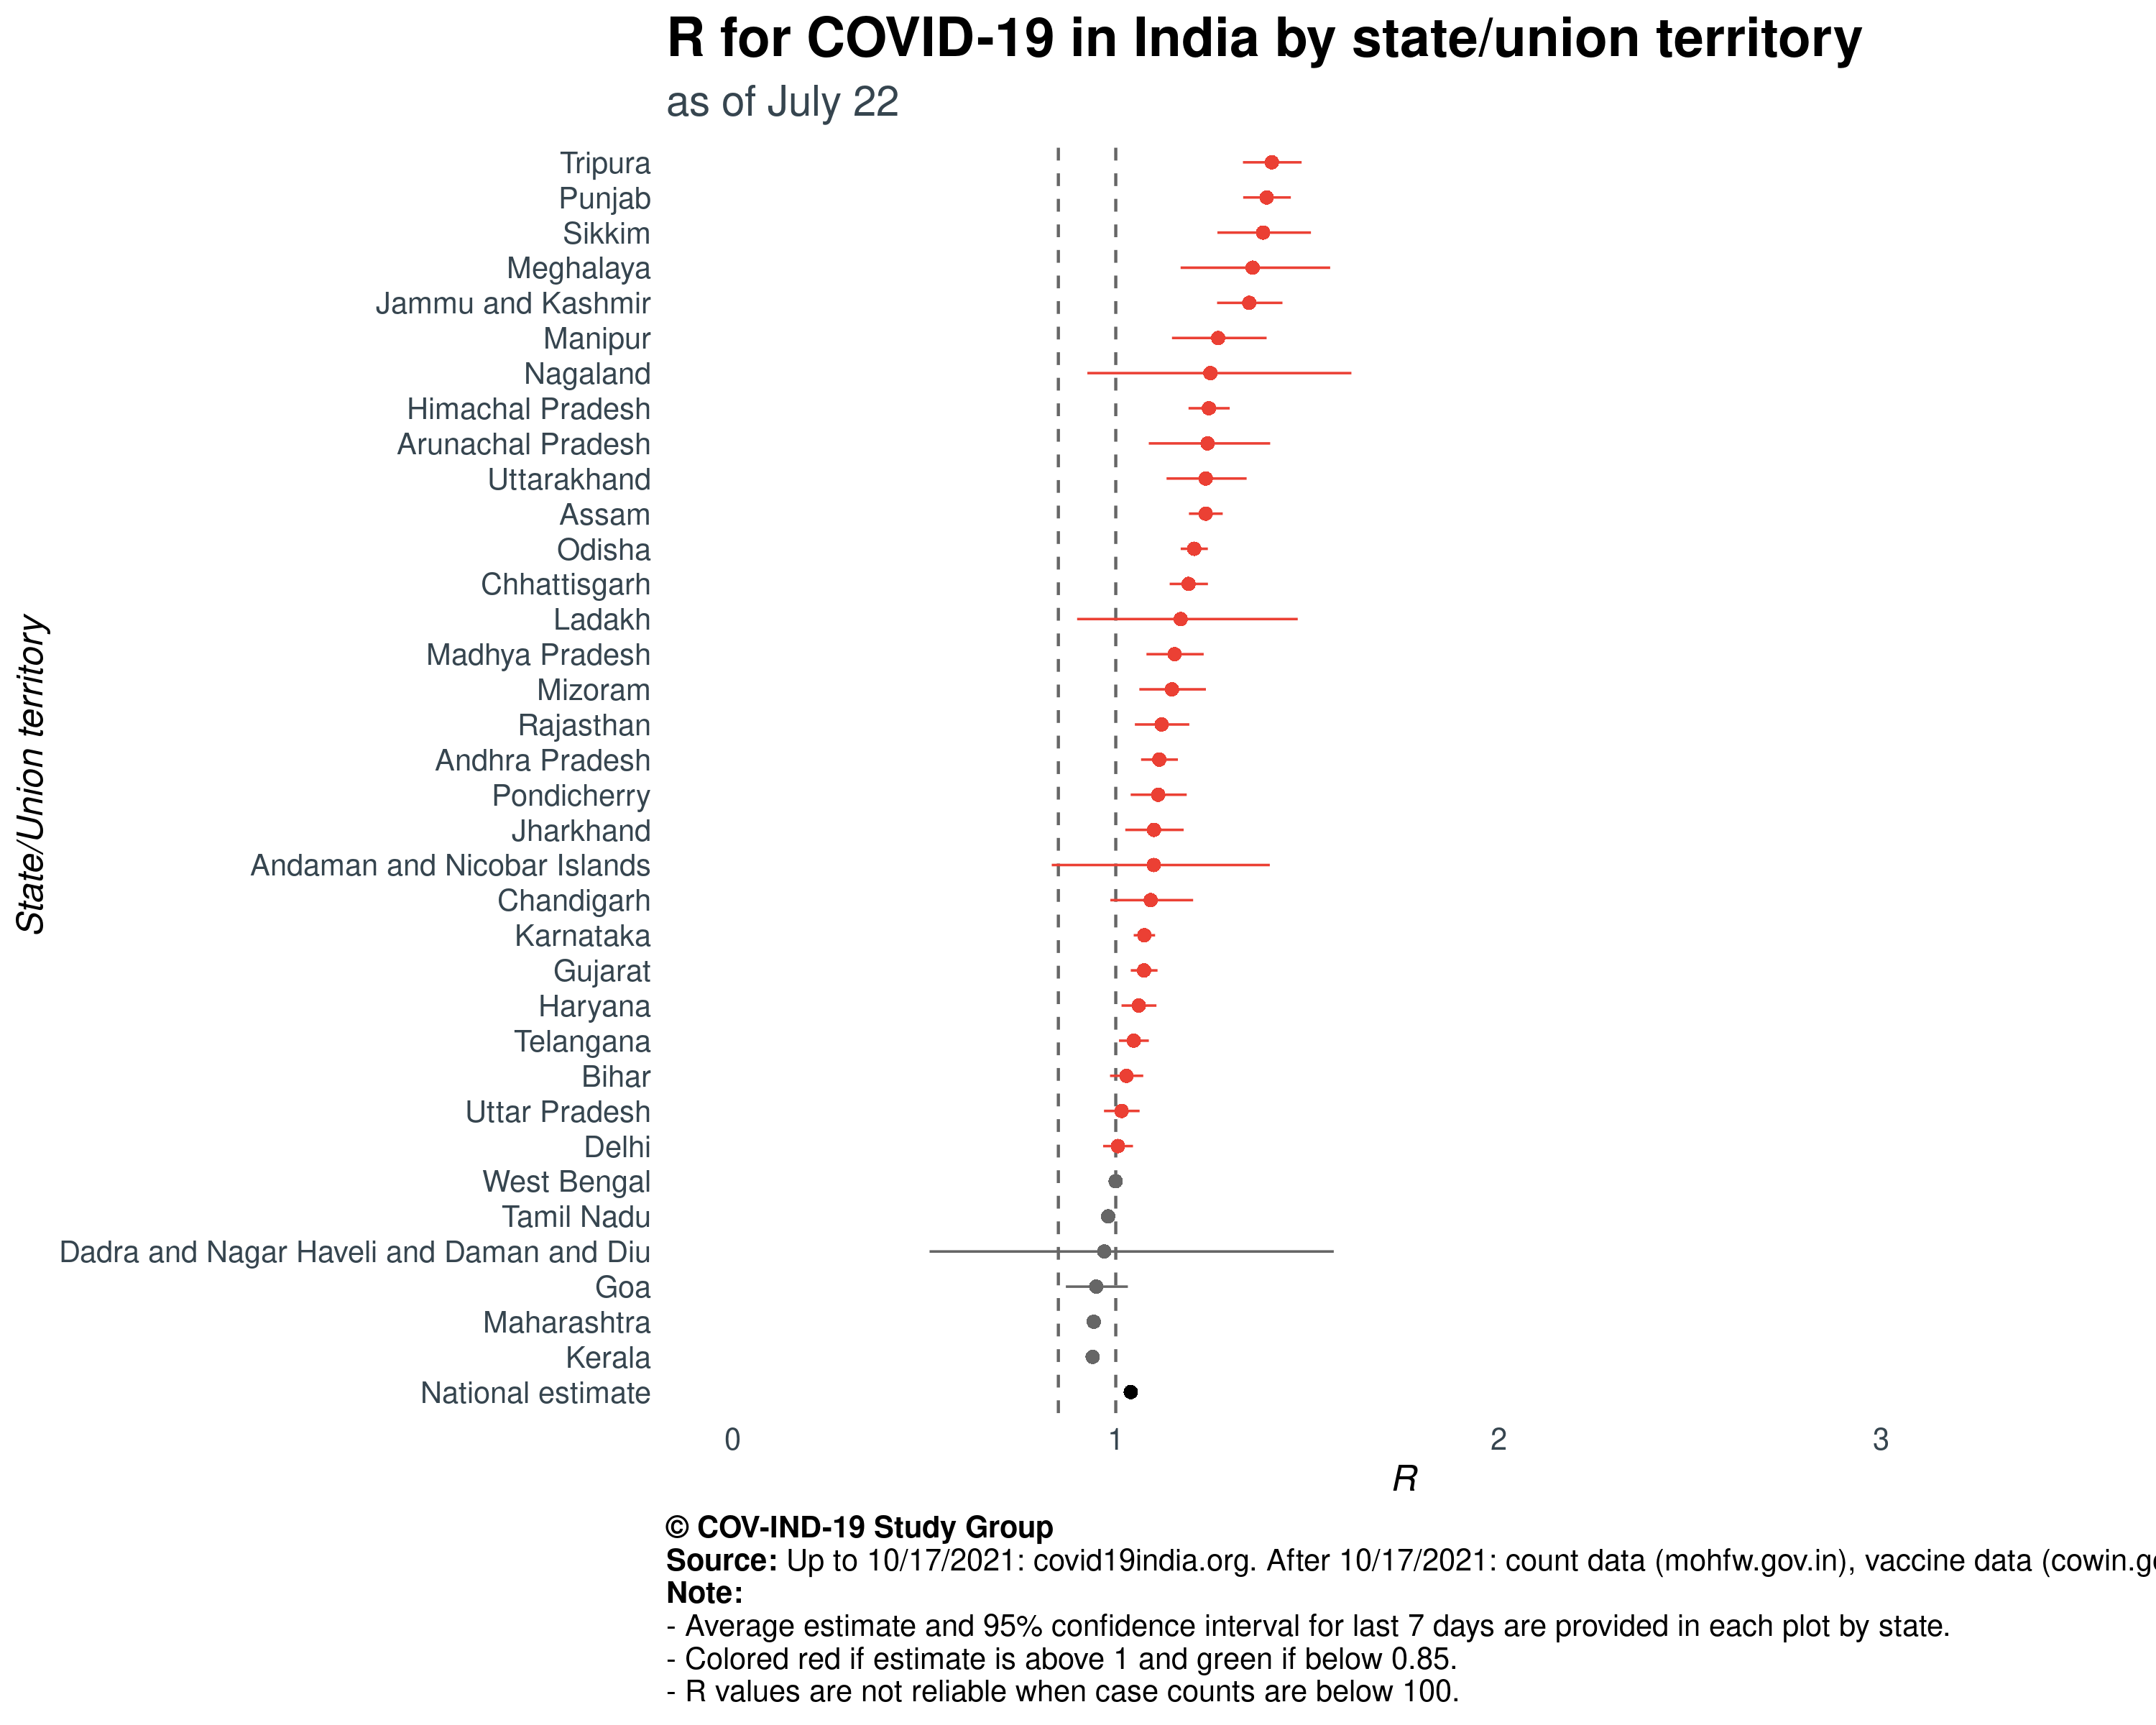 R for COVID-19 in India by state/union territory
as of July 22
State/Union territory
Tripura
Punjab
Sikkim
Meghalaya
Jammu and Kashmir
Manipur
Nagaland
Himachal Pradesh
Arunachal Pradesh
Uttarakhand
Assam
Odisha
Chhattisgarh
Ladakh
Madhya Pradesh
Mizoram
Rajasthan
Andhra Pradesh
Pondicherry
Jharkhand
Andaman and Nicobar Islands
Chandigarh
Karnataka
Gujarat
Haryana
Telangana
Bihar
Uttar Pradesh
Delhi
West Bengal
Tamil Nadu
Dadra and Nagar Haveli and Daman and Diu
Goa
Maharashtra
Kerala
National estimate
0 1 2 3
R
© COV-IND-19 Study Group
Source: Up to 10/17/2021: covid19india.org. After 10/17/2021: count data (mohfw.gov.in), vaccine data
Note:
- Average estimate and 95% confidence interval for last 7 days are provided in each plot by state.
- Colored red if estimate is above 1 and green if below 0.85.
- R values are not reliable when case counts are below 100.